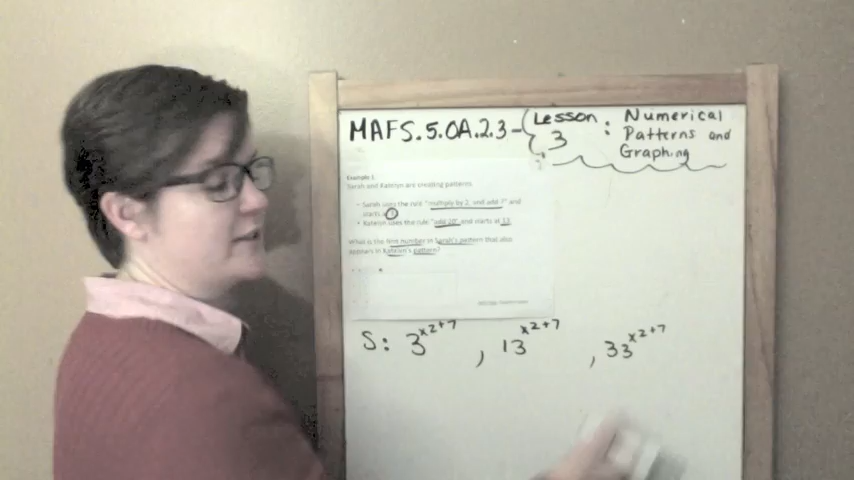 MAFS.5.OA.2.3 - Lesson 3 : Numerical Patterns and Graphing
Example 1
Sarah and Katelyn are creating patterns.
• Sarah uses the rule "multiply by 2, and add 7" and
starts at 3
• Katelyn uses the rule "add 20" and starts at 13.
What is the first number in Sarah's pattern that also
appears in Katelyn's pattern?
S: 3 x2+7 , 13 x2+7 , 33 x2+7